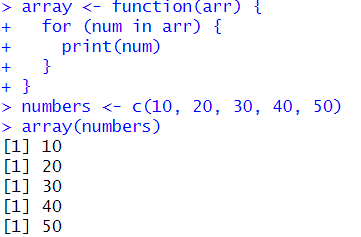 > array <- function(arr) {
+   for (num in arr) {
+     print(num)
+   }
+ }
> numbers <- c(10, 20, 30, 40, 50)
> array(numbers)
[1] 10
[1] 20
[1] 30
[1] 40
[1] 50